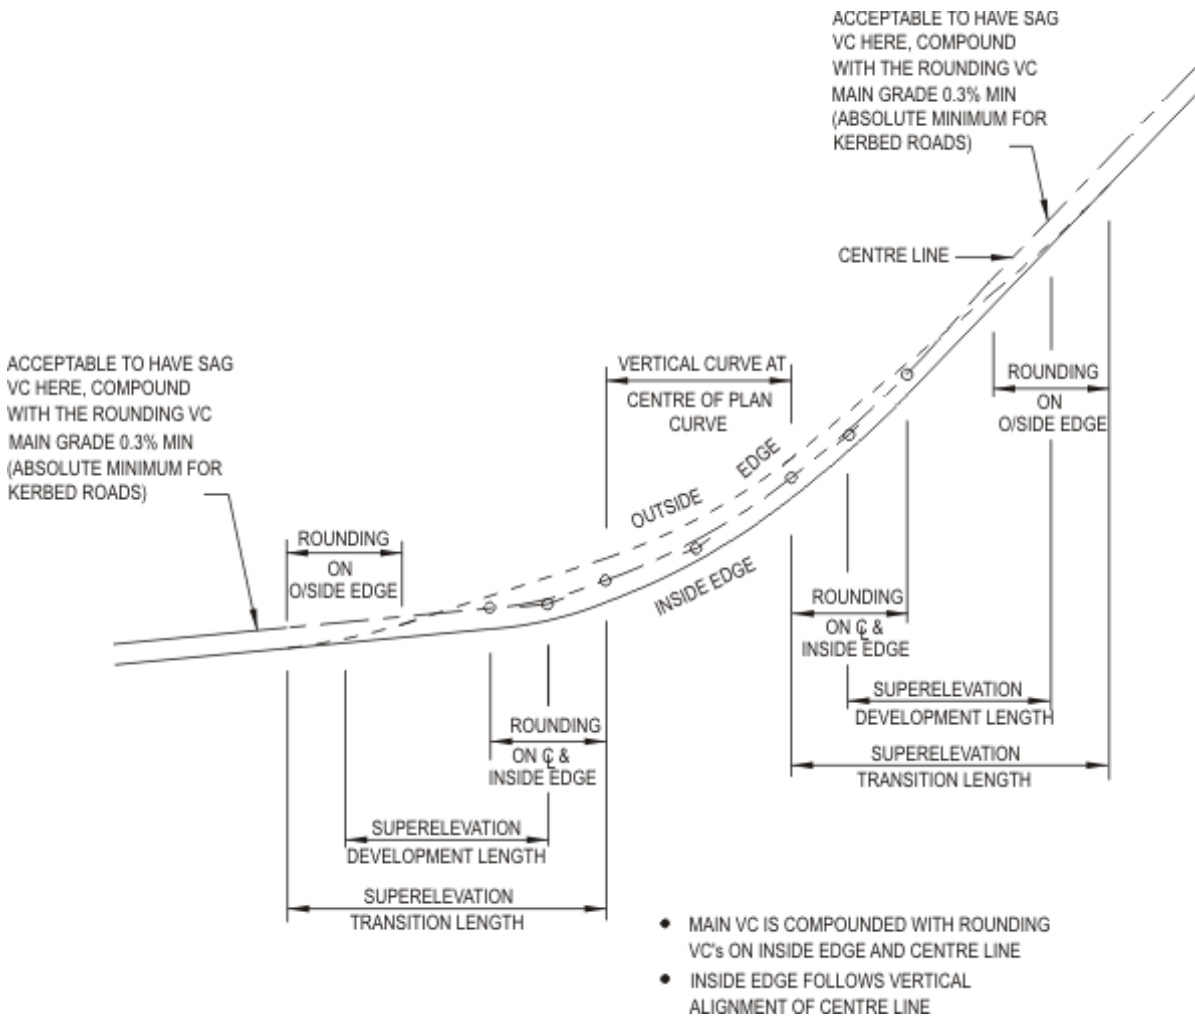 ACCEPTABLE TO HAVE SAG
VC HERE, COMPOUND
WITH THE ROUNDING VC
MAIN GRADE 0.3% MIN
(ABSOLUTE MINIMUM FOR
KERBED ROADS)
CENTRE LINE
ACCEPTABLE TO HAVE SAG
VC HERE, COMPOUND
WITH THE ROUNDING VC
MAIN GRADE 0.3% MIN
(ABSOLUTE MINIMUM FOR
KERBED ROADS)
VERTICAL CURVE AT
CENTRE OF PLAN
CURVE
ROUNDING
ON
O/SIDE EDGE
OUTSIDE EDGE
INSIDE EDGE
ROUNDING
ON
O/SIDE EDGE
ROUNDING
ON ℄ &
INSIDE EDGE
SUPERELEVATION
DEVELOPMENT LENGTH
SUPERELEVATION
TRANSITION LENGTH
ROUNDING
ON ℄ &
INSIDE EDGE
SUPERELEVATION
DEVELOPMENT LENGTH
SUPERELEVATION
TRANSITION LENGTH
● MAIN VC IS COMPOUNDED WITH ROUNDING
VC's ON INSIDE EDGE AND CENTRE LINE
● INSIDE EDGE FOLLOWS VERTICAL
ALIGNMENT OF CENTRE LINE